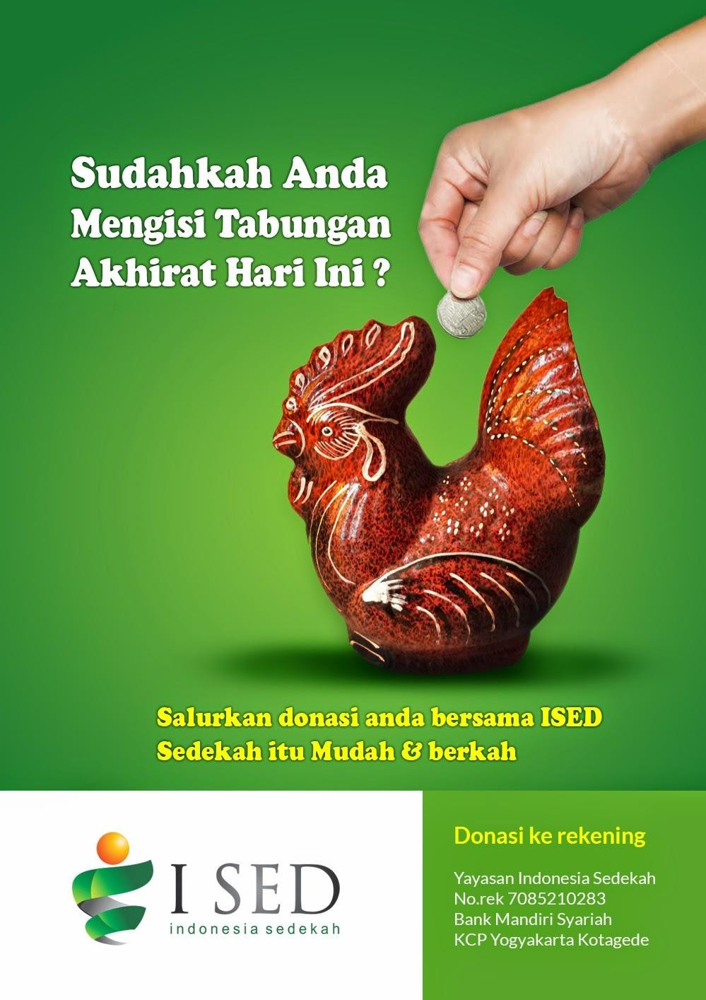 Sudahkah Anda
Mengisi Tabungan
Akhirat Hari Ini ?
Salurkan donasi anda bersama ISED
Sedekah itu Mudah & berkah
I SED
indonesia sedekah
Donasi ke rekening
Yayasan Indonesia Sedekah
No.rek 7085210283
Bank Mandiri Syariah
KCP Yogyakarta Kotagede